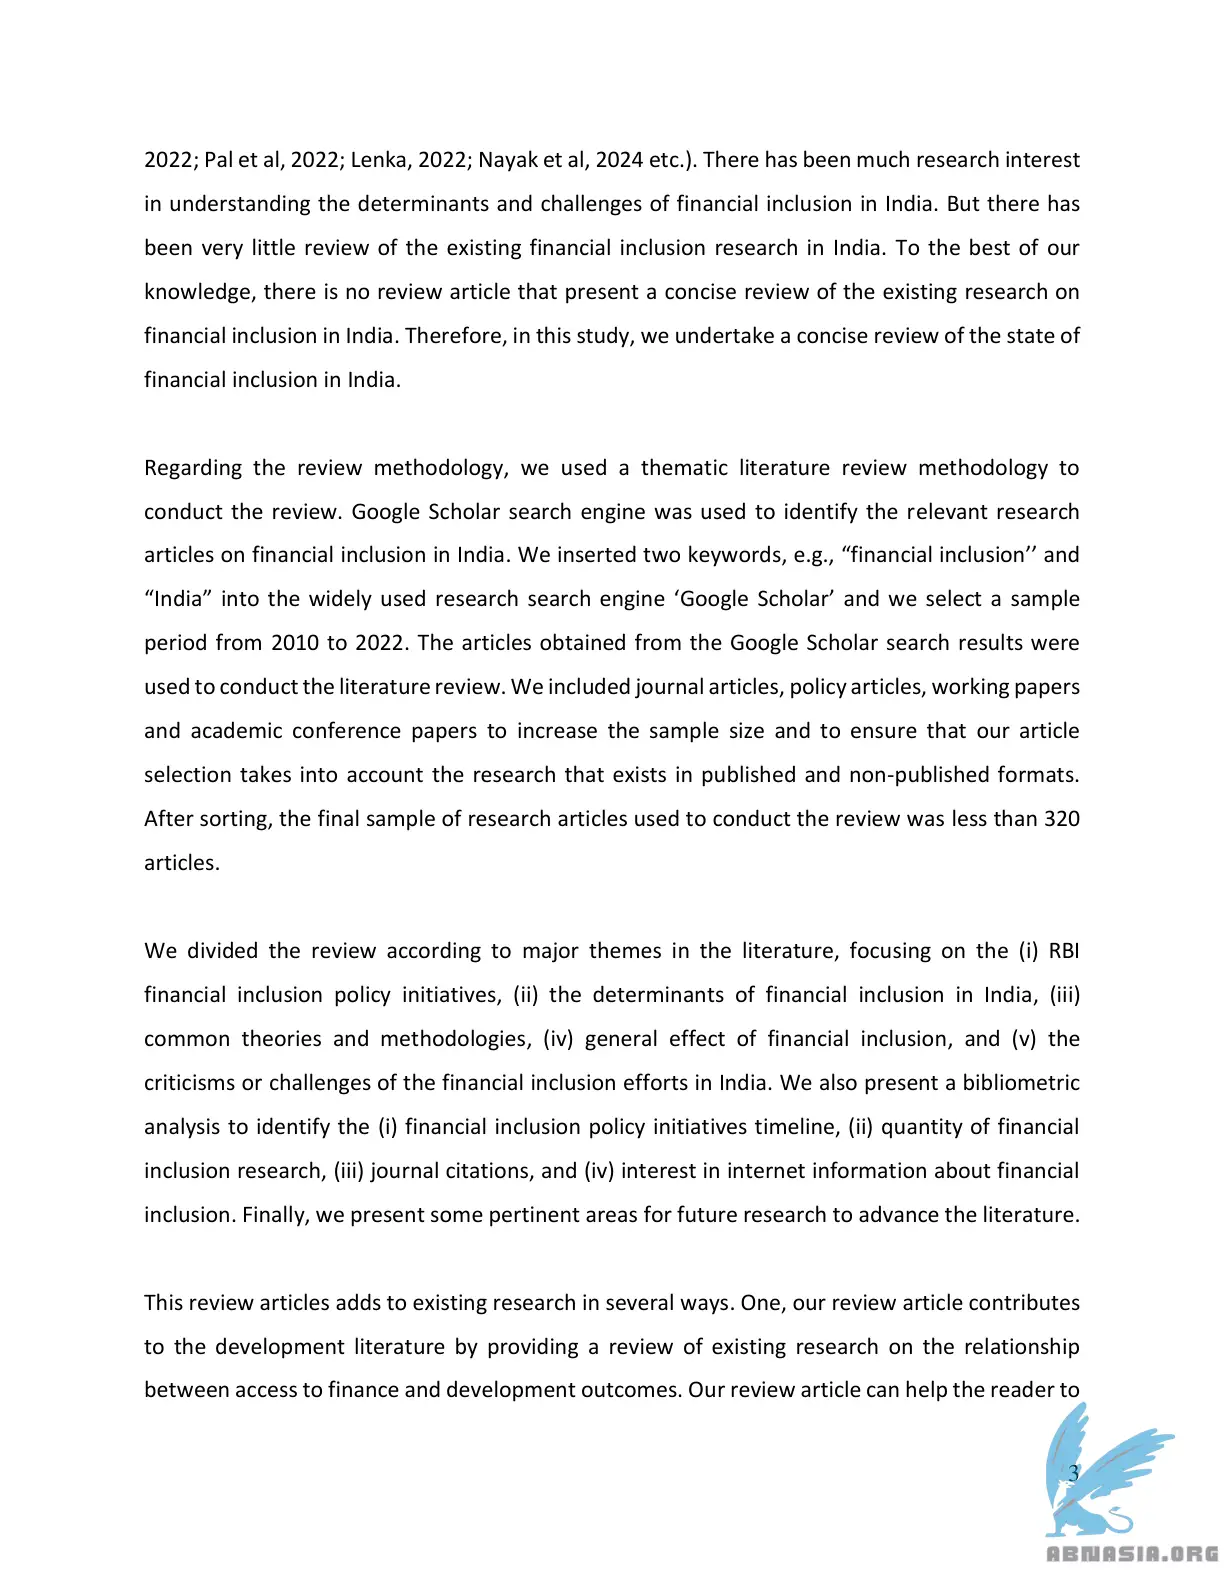 2022; Pal et al, 2022; Lenka, 2022; Nayak et al, 2024 etc.). There has been much research interest
in understanding the determinants and challenges of financial inclusion in India. But there has
been very little review of the existing financial inclusion research in India. To the best of our
knowledge, there is no review article that present a concise review of the existing research on
financial inclusion in India. Therefore, in this study, we undertake a concise review of the state of
financial inclusion in India.
Regarding the review methodology, we used a thematic literature review methodology to
conduct the review. Google Scholar search engine was used to identify the relevant research
articles on financial inclusion in India. We inserted two keywords, e.g., “financial inclusion’’ and
“India” into the widely used research search engine ‘Google Scholar’ and we select a sample
period from 2010 to 2022. The articles obtained from the Google Scholar search results were
used to conduct the literature review. We included journal articles, policy articles, working papers
and academic conference papers to increase the sample size and to ensure that our article
selection takes into account the research that exists in published and non-published formats.
After sorting, the final sample of research articles used to conduct the review was less than 320
articles.
We divided the review according to major themes in the literature, focusing on the (i) RBI
financial inclusion policy initiatives, (ii) the determinants of financial inclusion in India, (iii)
common theories and methodologies, (iv) general effect of financial inclusion, and (v) the
criticisms or challenges of the financial inclusion efforts in India. We also present a bibliometric
analysis to identify the (i) financial inclusion policy initiatives timeline, (ii) quantity of financial
inclusion research, (iii) journal citations, and (iv) interest in internet information about financial
inclusion. Finally, we present some pertinent areas for future research to advance the literature.
This review articles adds to existing research in several ways. One, our review article contributes
to the development literature by providing a review of existing research on the relationship
between access to finance and development outcomes. Our review article can help the reader to
3
ABNASIA.ORG